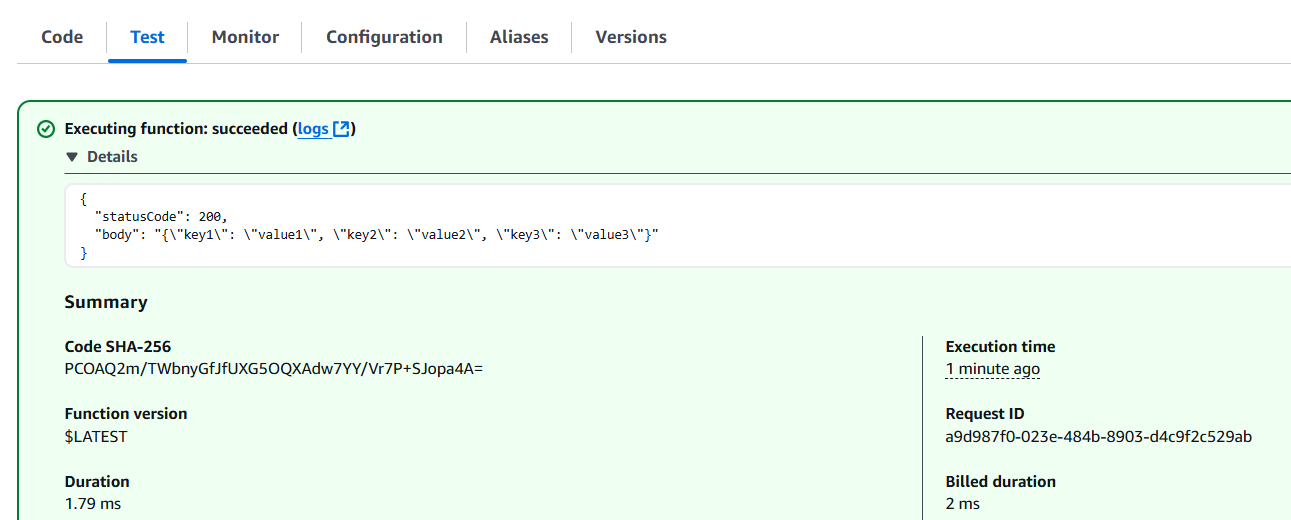 Code Test Monitor Configuration Aliases Versions
Executing function: succeeded (logs)
Details
{
"statusCode": 200,
"body": "{\"key1\": \"value1\", \"key2\": \"value2\", \"key3\": \"value3\"}"
}
Summary
Code SHA-256
PCOAQ2m/TWbnyGfJfUXG5OQXAdw7YY/Vr7P+SJopa4A=
Execution time
1 minute ago
Function version
$LATEST
Request ID
a9d987f0-023e-484b-8903-d4c9f2c529ab
Duration
1.79 ms
Billed duration
2 ms